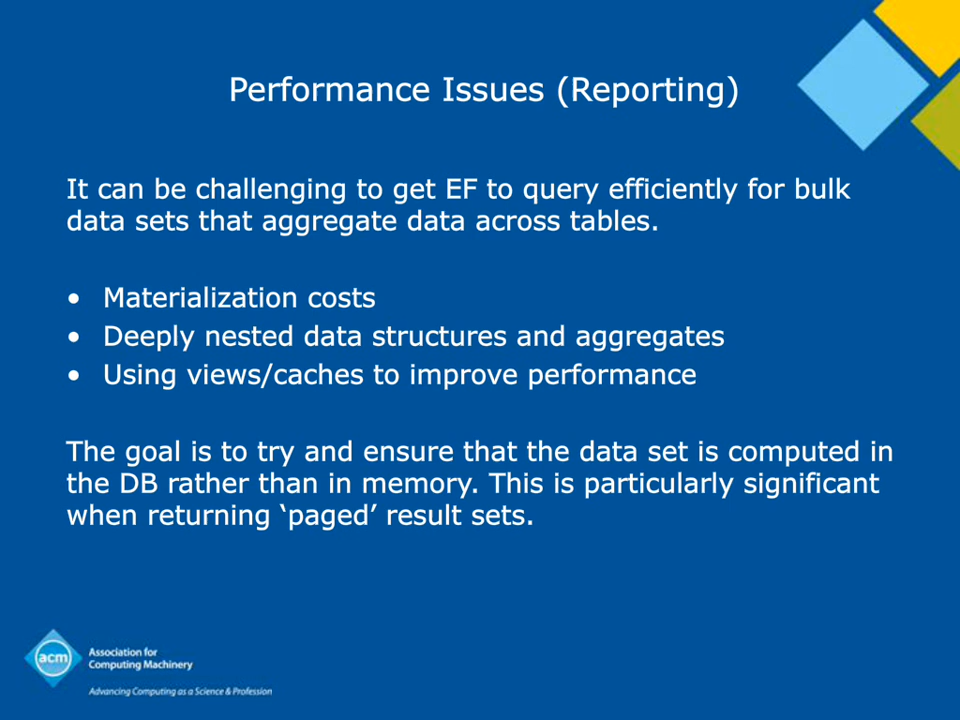 Performance Issues (Reporting)
It can be challenging to get EF to query efficiently for bulk
data sets that aggregate data across tables.
• Materialization costs
• Deeply nested data structures and aggregates
• Using views/caches to improve performance
The goal is to try and ensure that the data set is computed in
the DB rather than in memory. This is particularly significant
when returning ‘paged’ result sets.
acm
Association for
Computing Machinery
Advancing Computing as a Science & Profession